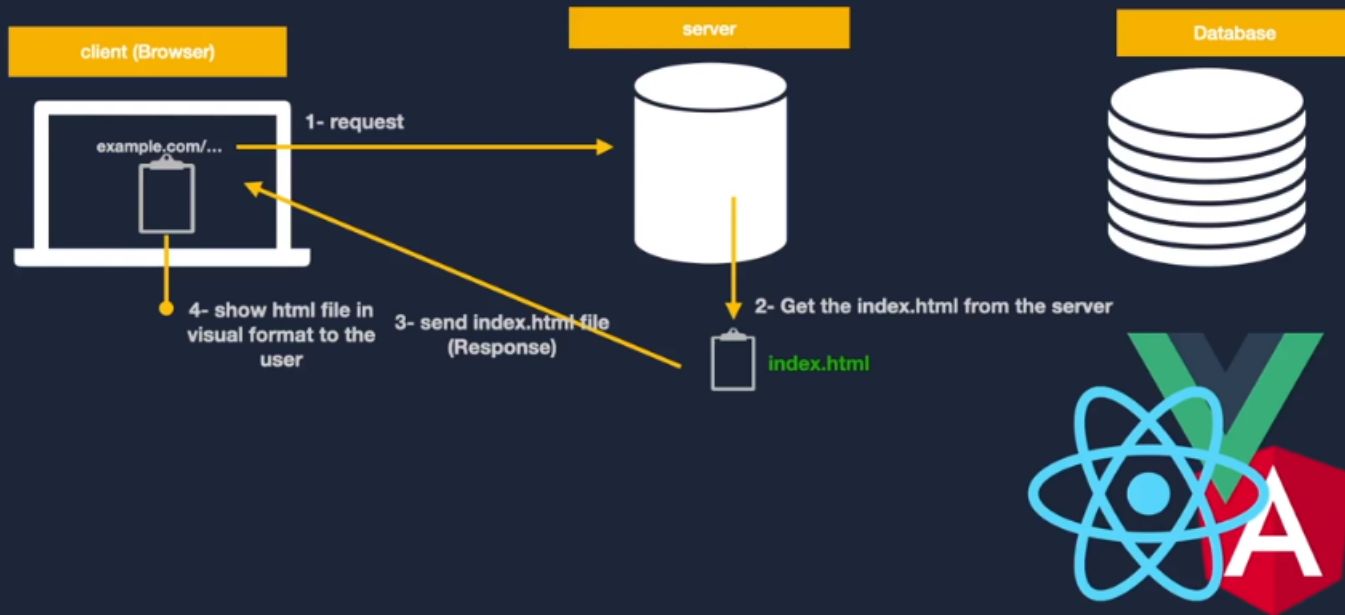 client (Browser)
server
Database
example.com/...
1- request
2- Get the index.html from the server
index.html
3- send index.html file
(Response)
4- show html file in
visual format to the
user
A